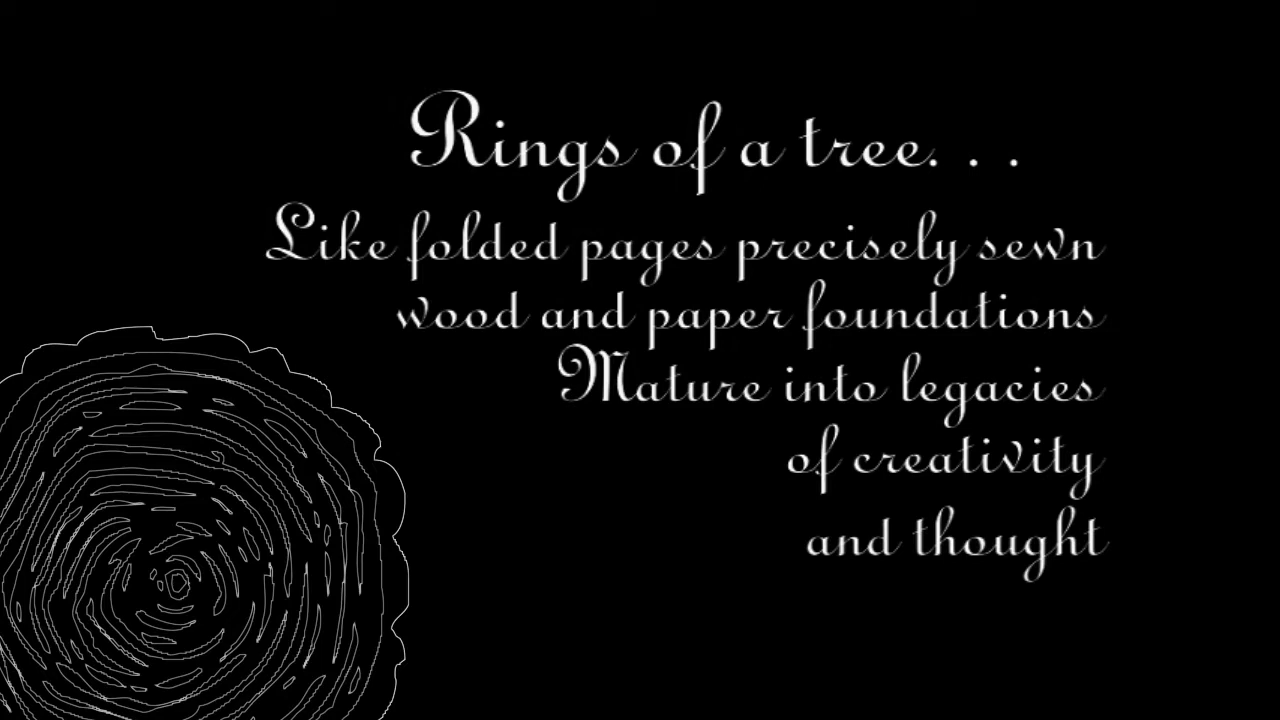 Rings of a tree. . .
Like folded pages precisely sewn
wood and paper foundations
Mature into legacies
of creativity
and thought